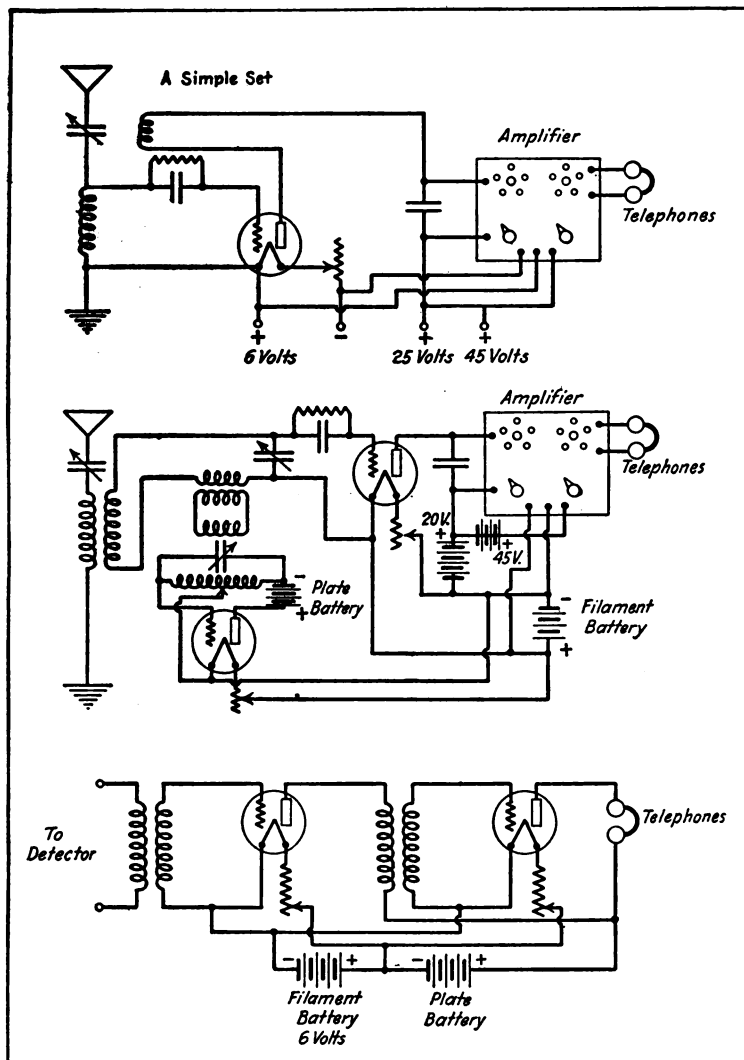 A Simple Set
Amplifier
Telephones
+ - + +
6 Volts 25 Volts 45 Volts
Amplifier
Telephones
20V.
+
+
45V.
-
Plate
Battery
+
-
Filament
Battery
+
To
Detector
Telephones
- + - +
Filament
Battery
6 Volts
Plate
Battery